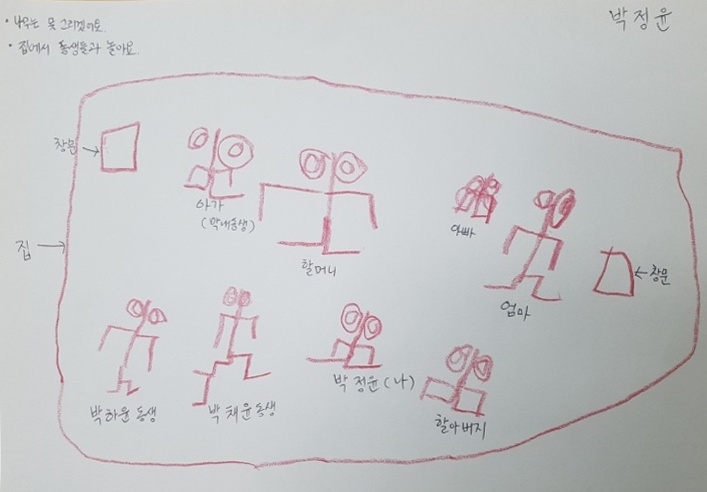 박정윤
• 나무는 못 그리겠어요.
• 집에서 동생들과 놀아요.
창문
아가
(막내동생)
할머니
아빠
엄마
창문
집
박하윤 동생
박채윤 동생
박정윤 (나)
할아버지